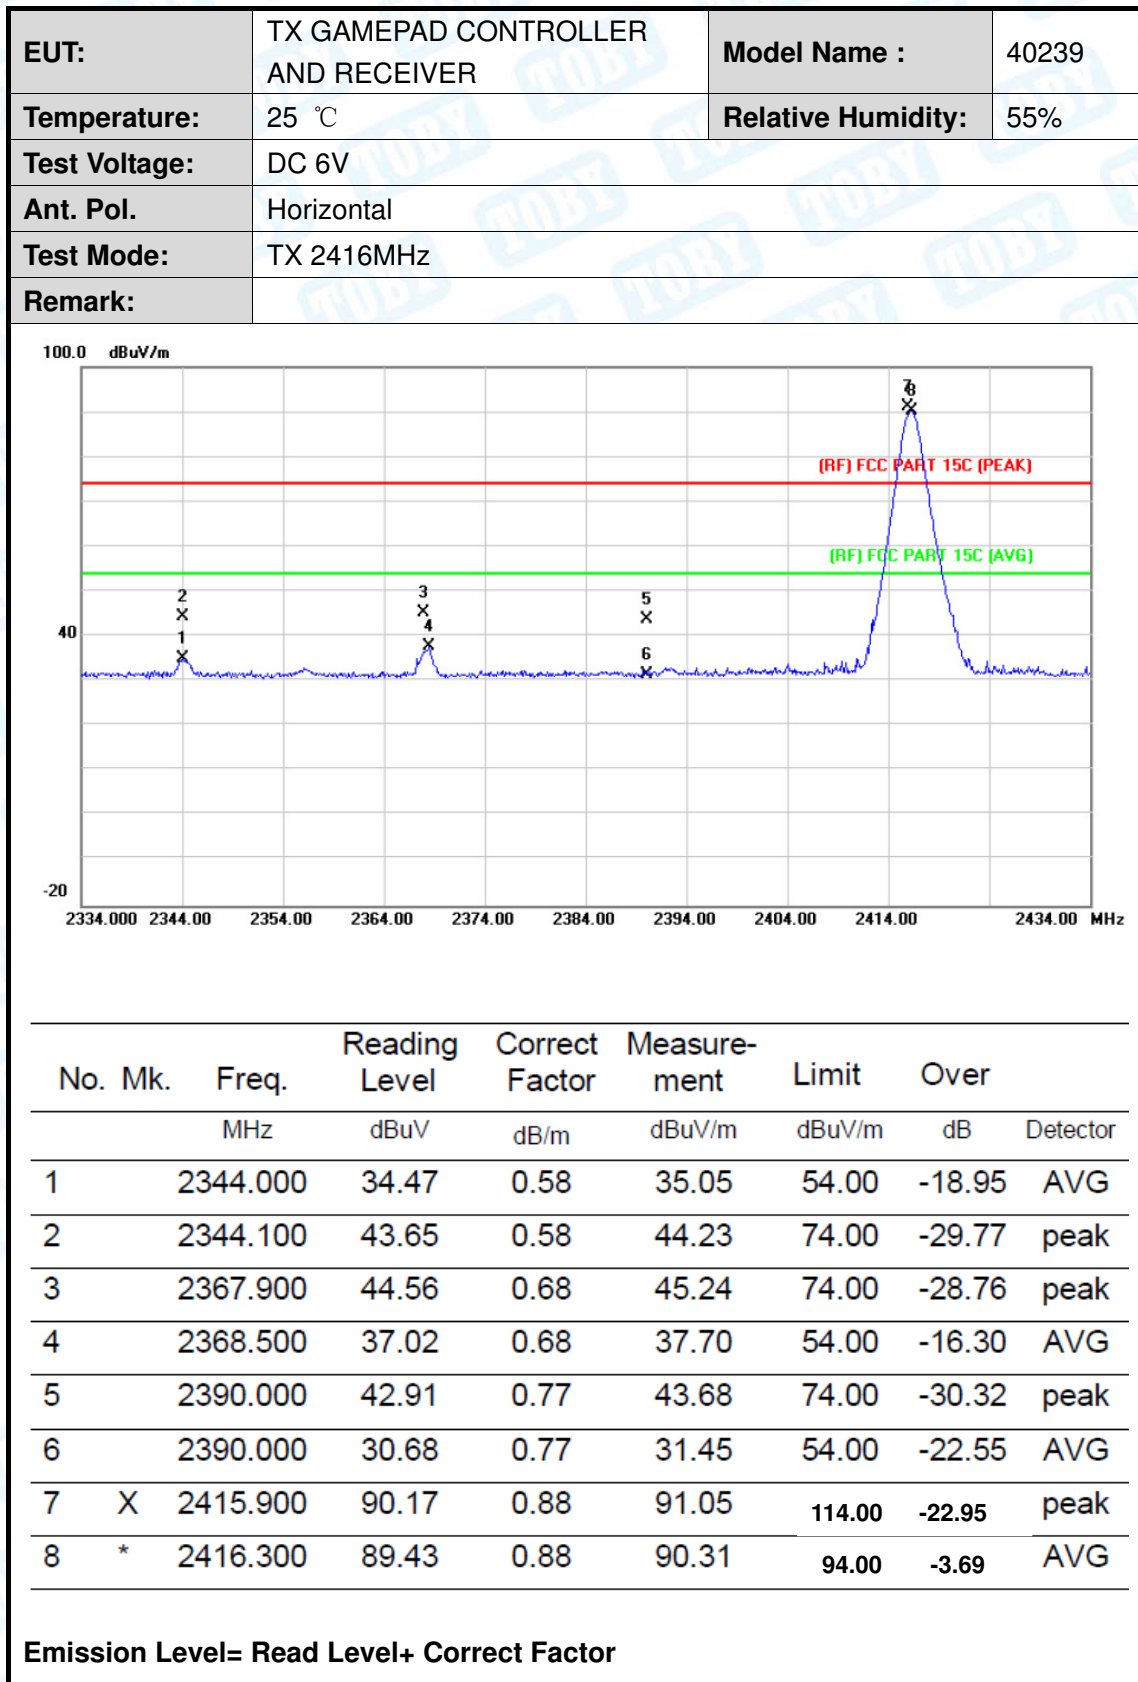 EUT: TX GAMEPAD CONTROLLER AND RECEIVER Model Name : 40239
Temperature: 25 ℃ Relative Humidity: 55%
Test Voltage: DC 6V
Ant. Pol. Horizontal
Test Mode: TX 2416MHz
Remark:
100.0 dBuV/m
7 8
(RF) FCC PART 15C (PEAK)
(RF) FCC PART 15C (AVG)
2 3 5
40 1 4 6
-20
2334.000 2344.00 2354.00 2364.00 2374.00 2384.00 2394.00 2404.00 2414.00 2434.00 MHz
No. Mk. Freq. Reading Level Correct Factor Measure-ment Limit Over
MHz dBuV dB/m dBuV/m dBuV/m dB Detector
1 2344.000 34.47 0.58 35.05 54.00 -18.95 AVG
2 2344.100 43.65 0.58 44.23 74.00 -29.77 peak
3 2367.900 44.56 0.68 45.24 74.00 -28.76 peak
4 2368.500 37.02 0.68 37.70 54.00 -16.30 AVG
5 2390.000 42.91 0.77 43.68 74.00 -30.32 peak
6 2390.000 30.68 0.77 31.45 54.00 -22.55 AVG
7 X 2415.900 90.17 0.88 91.05 114.00 -22.95 peak
8 * 2416.300 89.43 0.88 90.31 94.00 -3.69 AVG
Emission Level= Read Level+ Correct Factor
TOBY